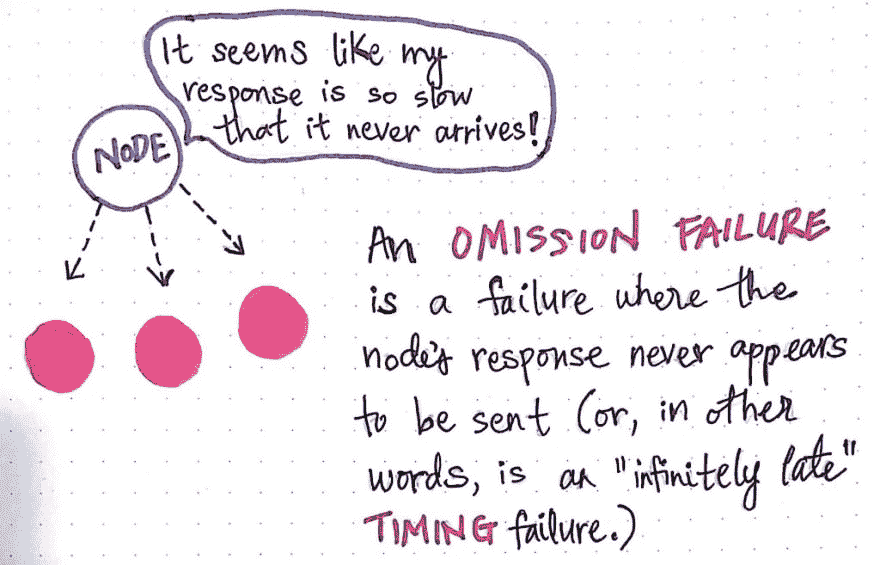 It seems like my
response is so slow
that it never arrives!
NODE
An OMISSION FAILURE
is a failure where the
node's response never appears
to be sent (or, in other
words, is an "infinitely late"
TIMING failure.)